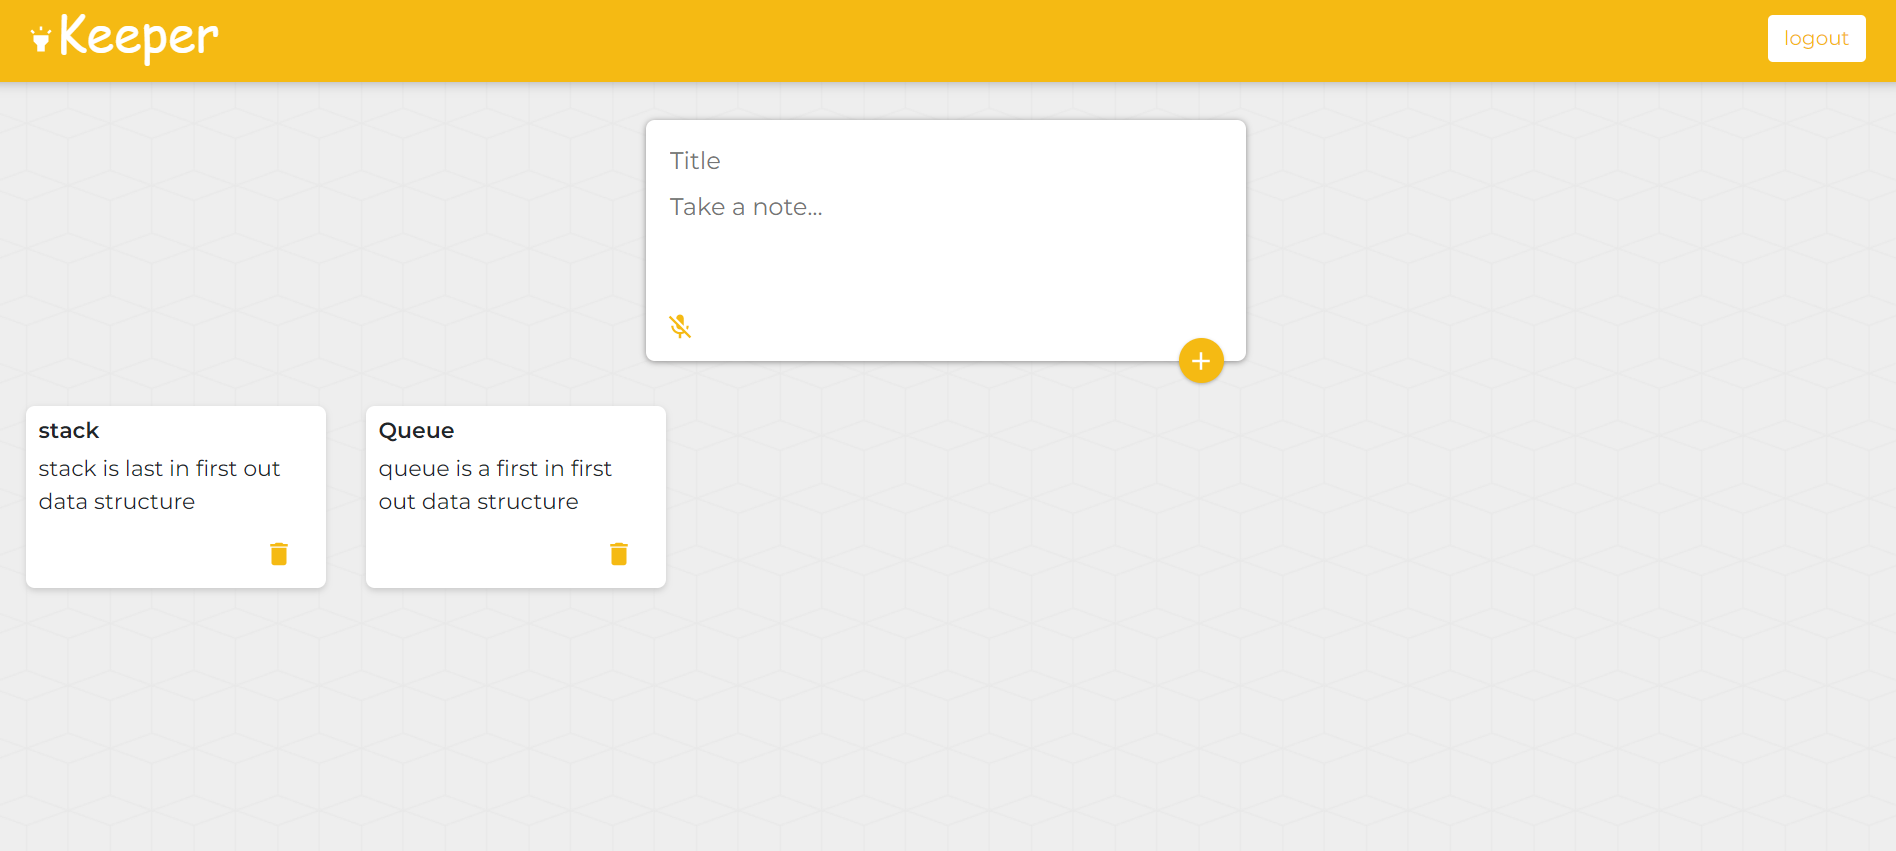 Keeper
logout
Title
Take a note...
stack
stack is last in first out
data structure
Queue
queue is a first in first
out data structure